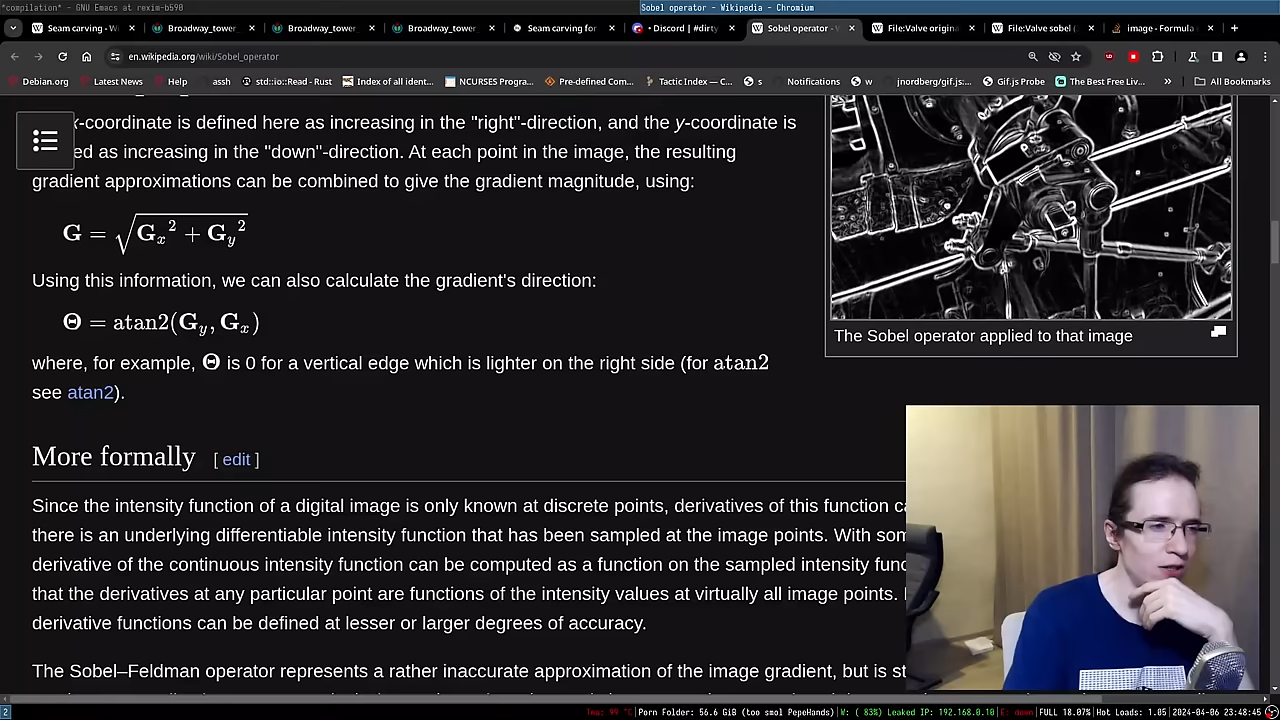 *compilation* - GNU Emacs at rexim-b590
Sobel operator - Wikipedia - Chromium
Seam carving - W
Broadway_tower
Broadway_tower
Broadway_tower
Seam carving for
• Discord | #dirty
Sobel operator - W
File:Valve origina
File:Valve sobel (
image - Formula
en.wikipedia.org/wiki/Sobel_operator
Debian.org
Latest News
Help
assh
std::io::Read - Rust
Index of all ident...
NCURSES Progra...
Pre-defined Com...
Tactic Index — C...
s
Notifications
w
jnordberg/gif.js:...
Gif.js Probe
The Best Free Livi...
»
All Bookmarks
x-coordinate is defined here as increasing in the "right"-direction, and the y-coordinate is
ed as increasing in the "down"-direction. At each point in the image, the resulting
gradient approximations can be combined to give the gradient magnitude, using:
G = √Gx² + Gy²
Using this information, we can also calculate the gradient's direction:
Θ = atan2(Gy, Gx)
where, for example, Θ is 0 for a vertical edge which is lighter on the right side (for atan2
see atan2).
The Sobel operator applied to that image
More formally [ edit ]
Since the intensity function of a digital image is only known at discrete points, derivatives of this function ca
there is an underlying differentiable intensity function that has been sampled at the image points. With som
derivative of the continuous intensity function can be computed as a function on the sampled intensity func
that the derivatives at any particular point are functions of the intensity values at virtually all image points.
derivative functions can be defined at lesser or larger degrees of accuracy.
The Sobel–Feldman operator represents a rather inaccurate approximation of the image gradient, but is st
2
Tea: 99 °C
Porn Folder: 56.6 GiB (too smol PepeHands)
W: ( 83%) Leaked IP: 192.168.0.10
E: down
FULL 18.07%
Hot Loads: 1.05
2024-04-06 23:48:45